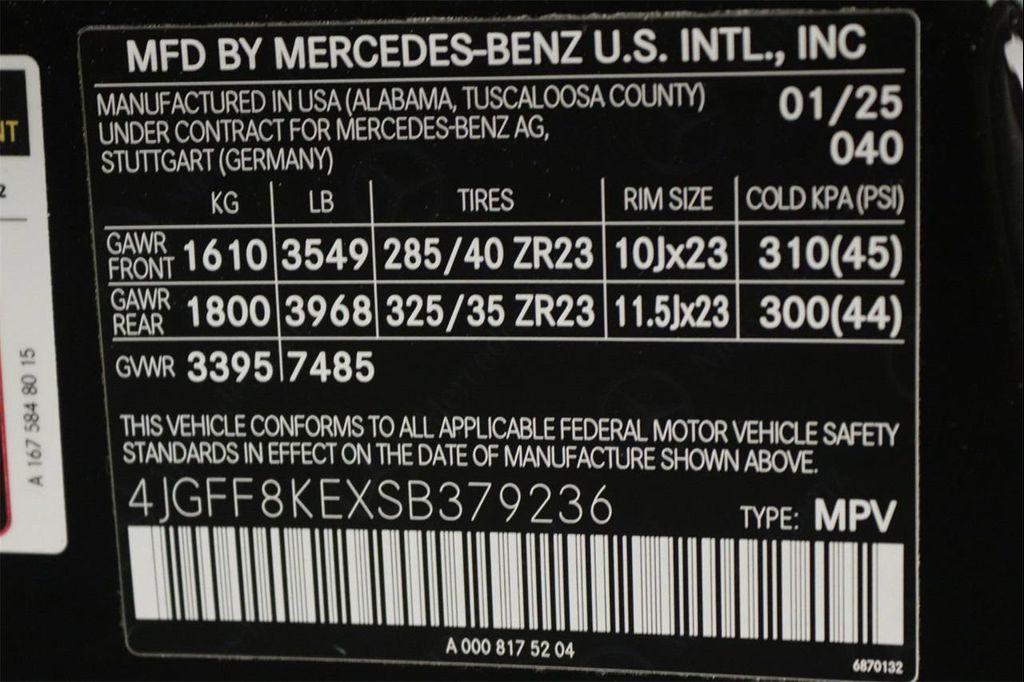 MFD BY MERCEDES-BENZ U.S. INTL., INC
MANUFACTURED IN USA (ALABAMA, TUSCALOOSA COUNTY) 01/25
UNDER CONTRACT FOR MERCEDES-BENZ AG, 040
STUTTGART (GERMANY)
KG LB TIRES RIM SIZE COLD KPA (PSI)
GAWR FRONT 1610 3549 285/40 ZR23 10Jx23 310(45)
GAWR REAR 1800 3968 325/35 ZR23 11.5Jx23 300(44)
GVWR 3395 7485
THIS VEHICLE CONFORMS TO ALL APPLICABLE FEDERAL MOTOR VEHICLE SAFETY
STANDARDS IN EFFECT ON THE DATE OF MANUFACTURE SHOWN ABOVE.
4JGFF8KEXSB379236 TYPE: MPV
A 000 817 52 04
6870132
A 167 584 80 15